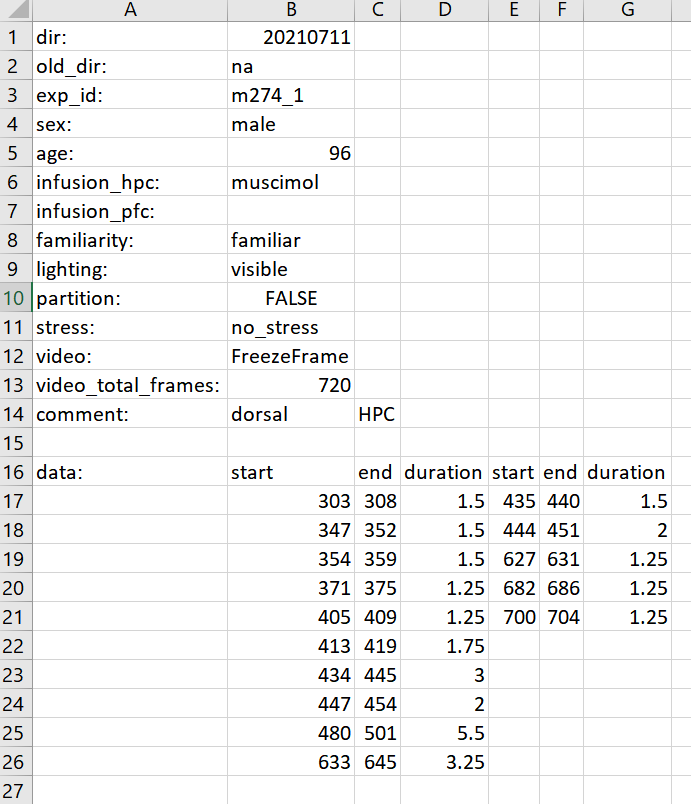 A B C D E F G
1 dir: 20210711
2 old_dir: na
3 exp_id: m274_1
4 sex: male
5 age: 96
6 infusion_hpc: muscimol
7 infusion_pfc:
8 familiarity: familiar
9 lighting: visible
10 partition: FALSE
11 stress: no_stress
12 video: FreezeFrame
13 video_total_frames: 720
14 comment: dorsal HPC
15
16 data: start end duration start end duration
17 303 308 1.5 435 440 1.5
18 347 352 1.5 444 451 2
19 354 359 1.5 627 631 1.25
20 371 375 1.25 682 686 1.25
21 405 409 1.25 700 704 1.25
22 413 419 1.75
23 434 445 3
24 447 454 2
25 480 501 5.5
26 633 645 3.25
27